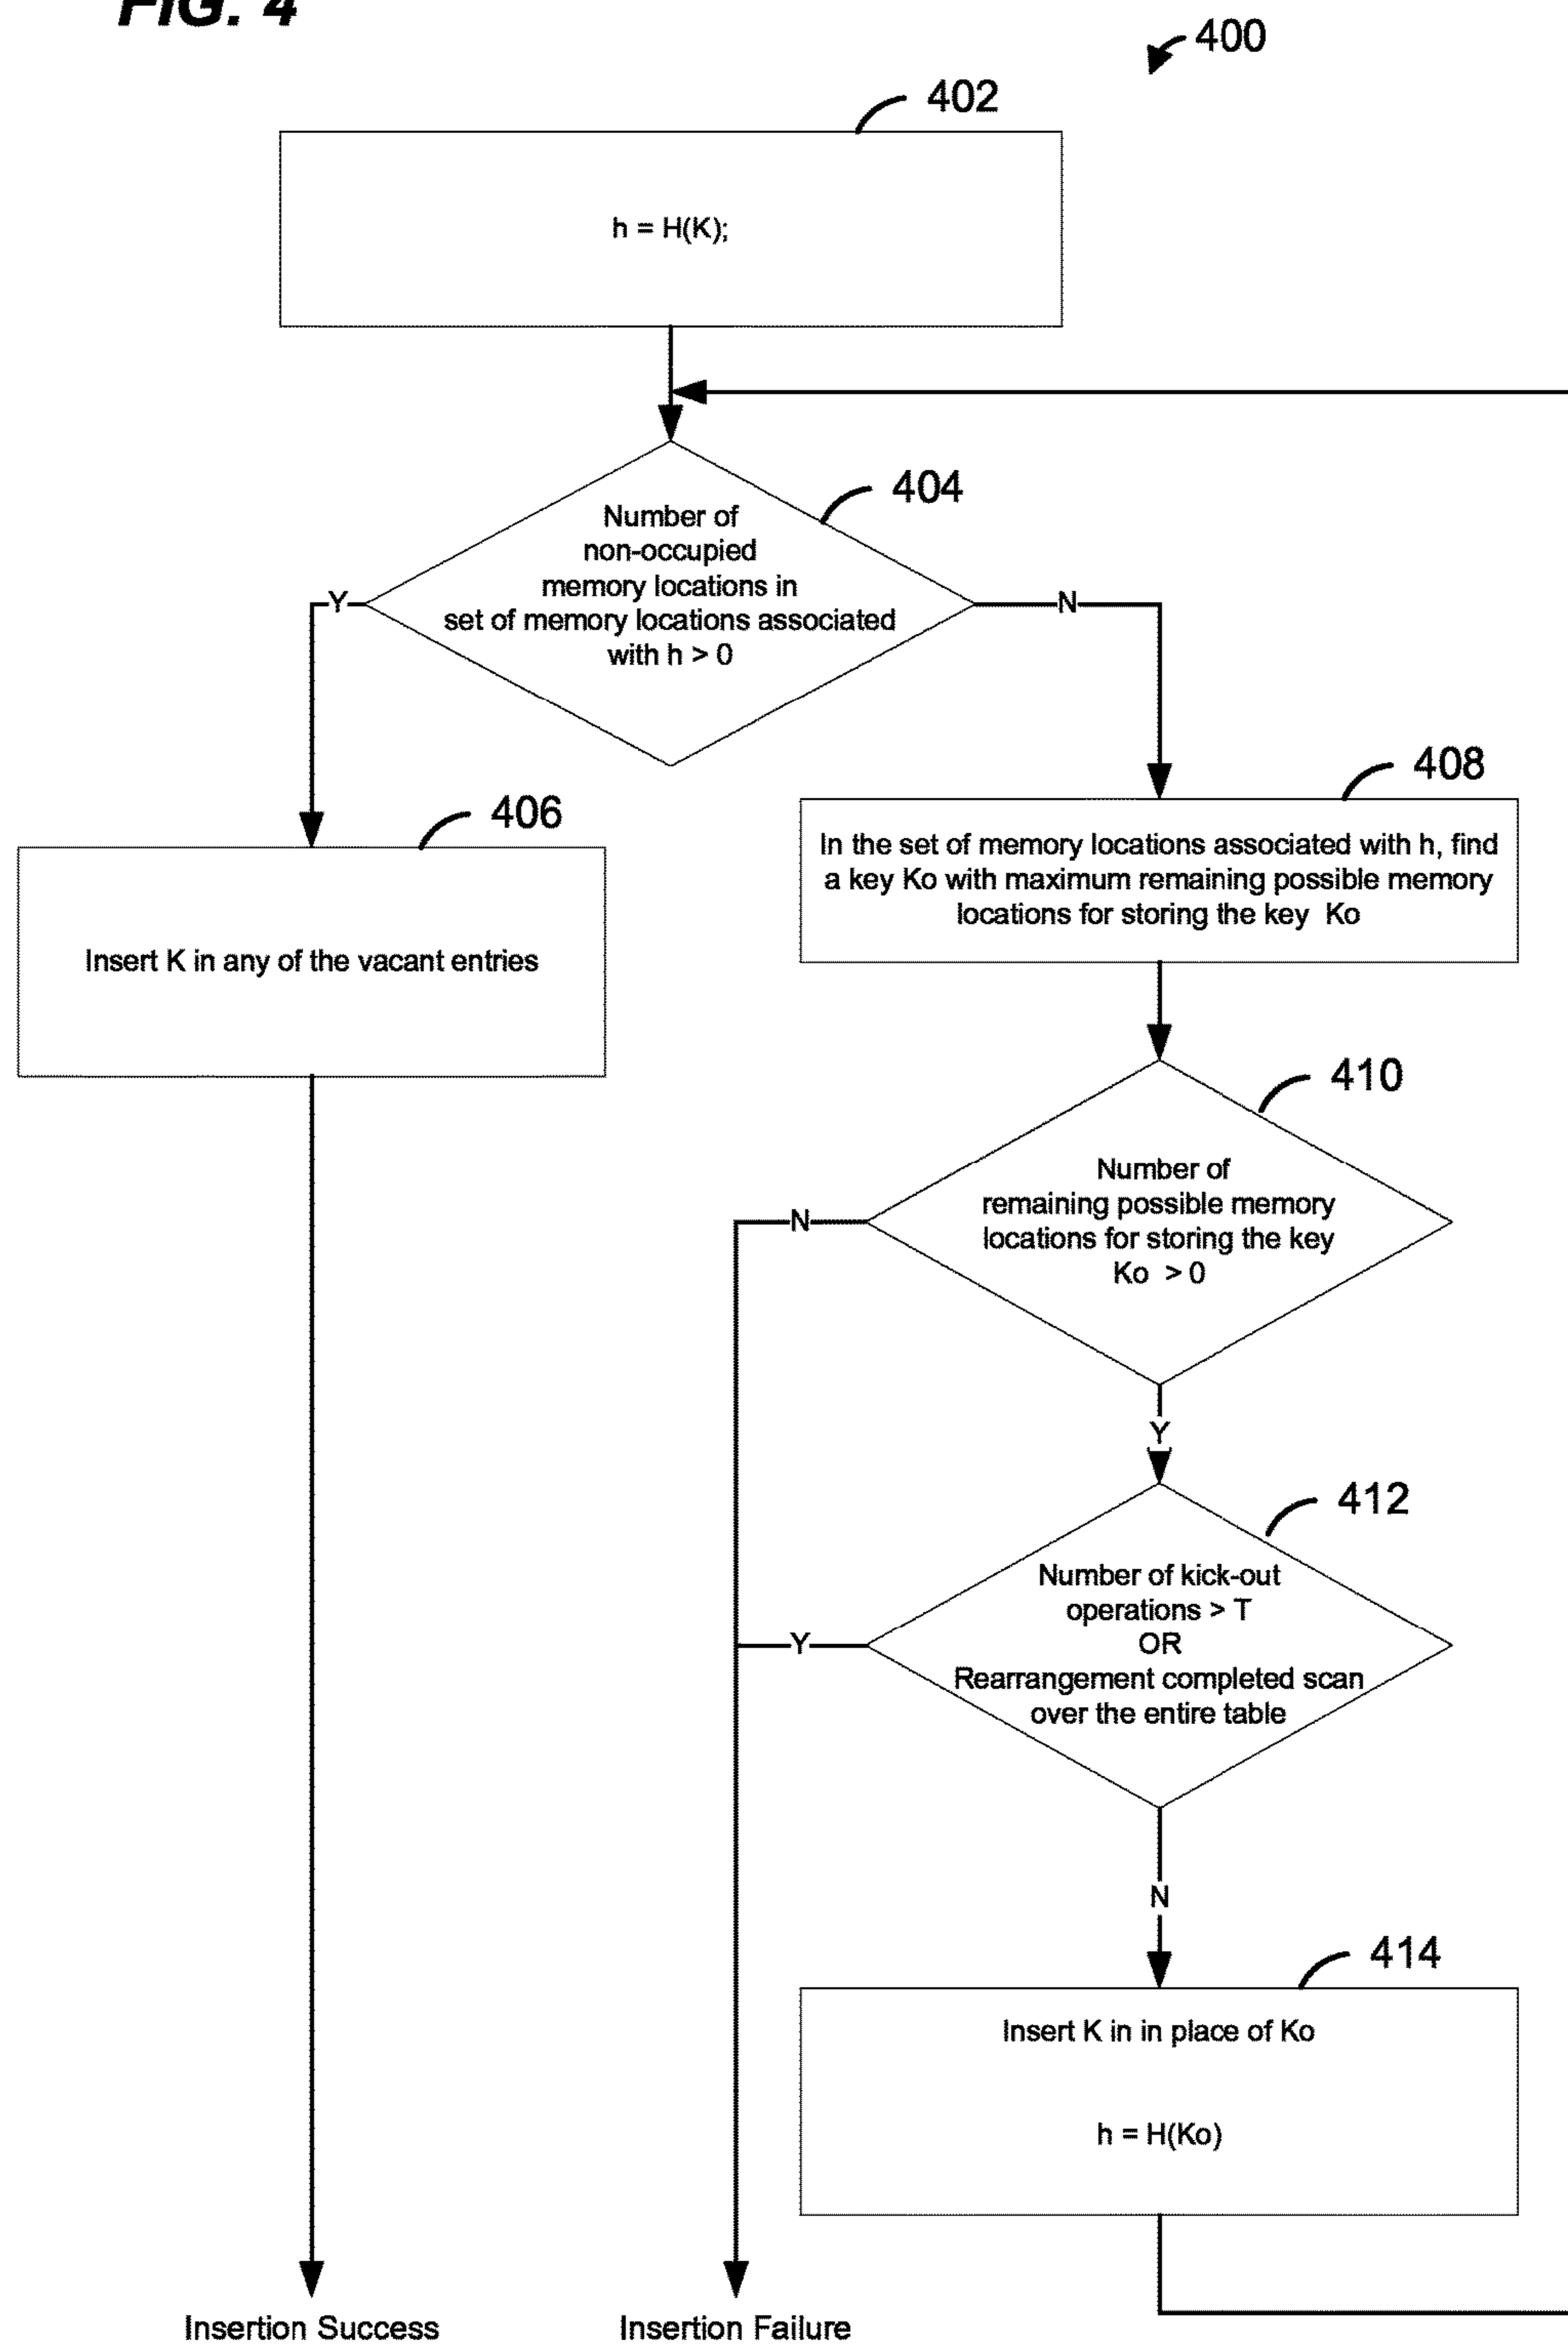 FIG. 4
400
402
h = H(K);
404
Number of
non-occupied
memory locations in
set of memory locations associated
with h > 0
Y
N
406
Insert K in any of the vacant entries
408
In the set of memory locations associated with h, find
a key Ko with maximum remaining possible memory
locations for storing the key Ko
410
Number of
remaining possible memory
locations for storing the key
Ko > 0
N
Y
412
Number of kick-out
operations > T
OR
Rearrangement completed scan
over the entire table
Y
N
414
Insert K in in place of Ko
h = H(Ko)
Insertion Success
Insertion Failure